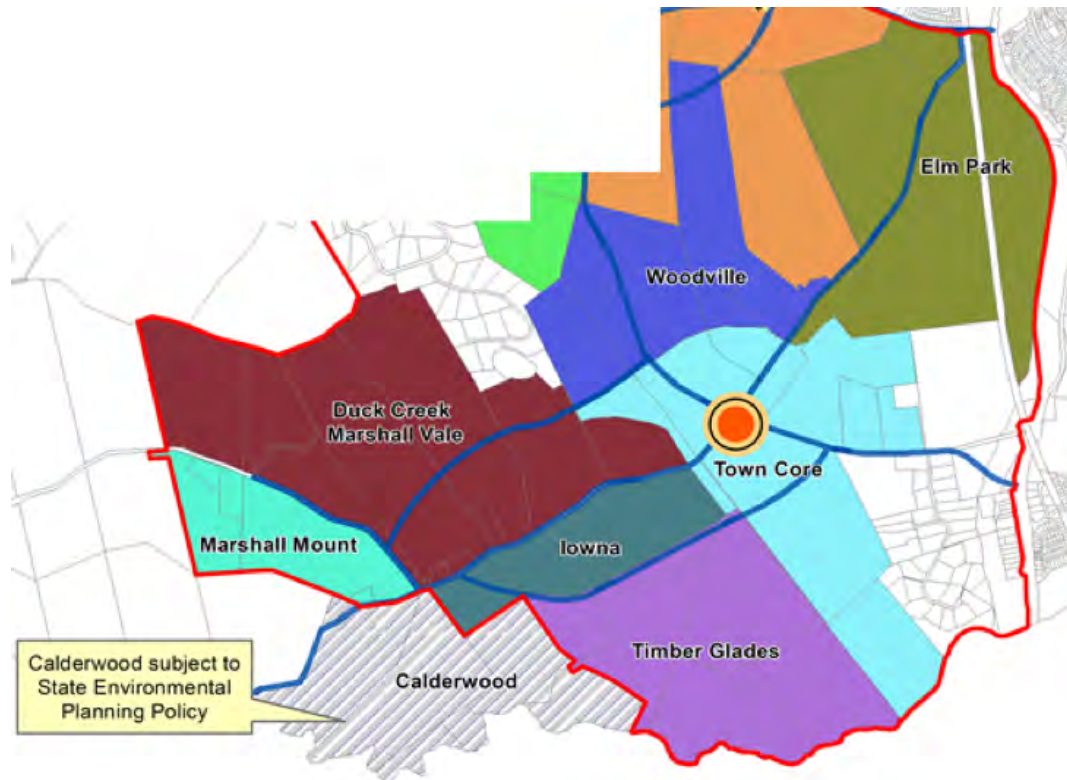 Elm Park
Woodville
Duck Creek
Marshall Vale
Town Core
Marshall Mount
Iowna
Timber Glades
Calderwood
Calderwood subject to
State Environmental
Planning Policy